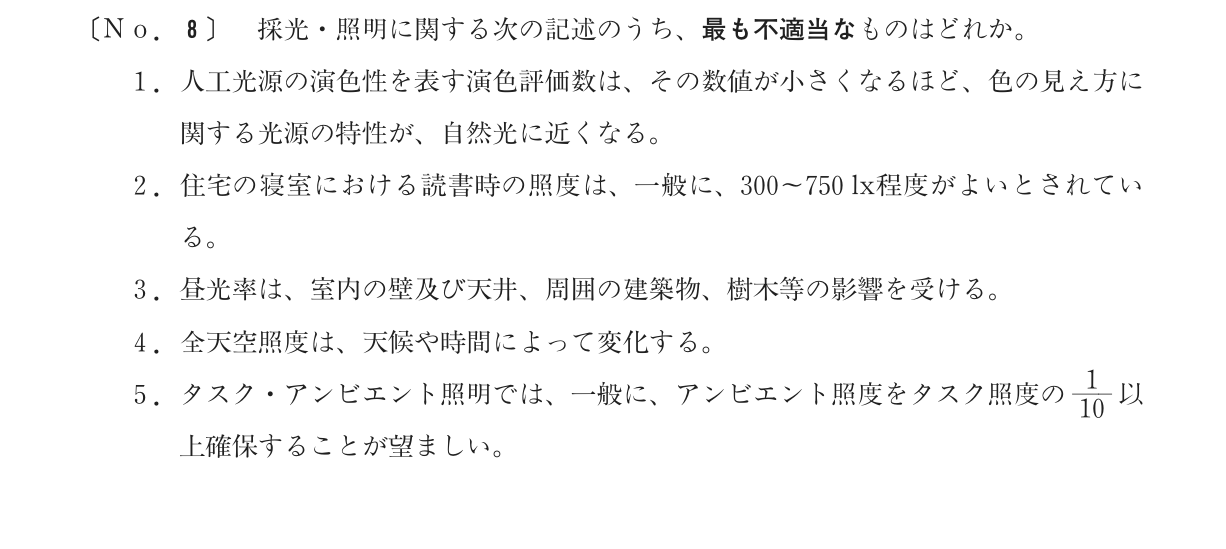 〔Ｎｏ．８〕　採光・照明に関する次の記述のうち、最も不適当なものはどれか。
１．人工光源の演色性を表す演色評価数は、その数値が小さくなるほど、色の見え方に
関する光源の特性が、自然光に近くなる。
２．住宅の寝室における読書時の照度は、一般に、300～750 lx程度がよいとされてい
る。
３．昼光率は、室内の壁及び天井、周囲の建築物、樹木等の影響を受ける。
４．全天空照度は、天候や時間によって変化する。
５．タスク・アンビエント照明では、一般に、アンビエント照度をタスク照度の1/10以
上確保することが望ましい。